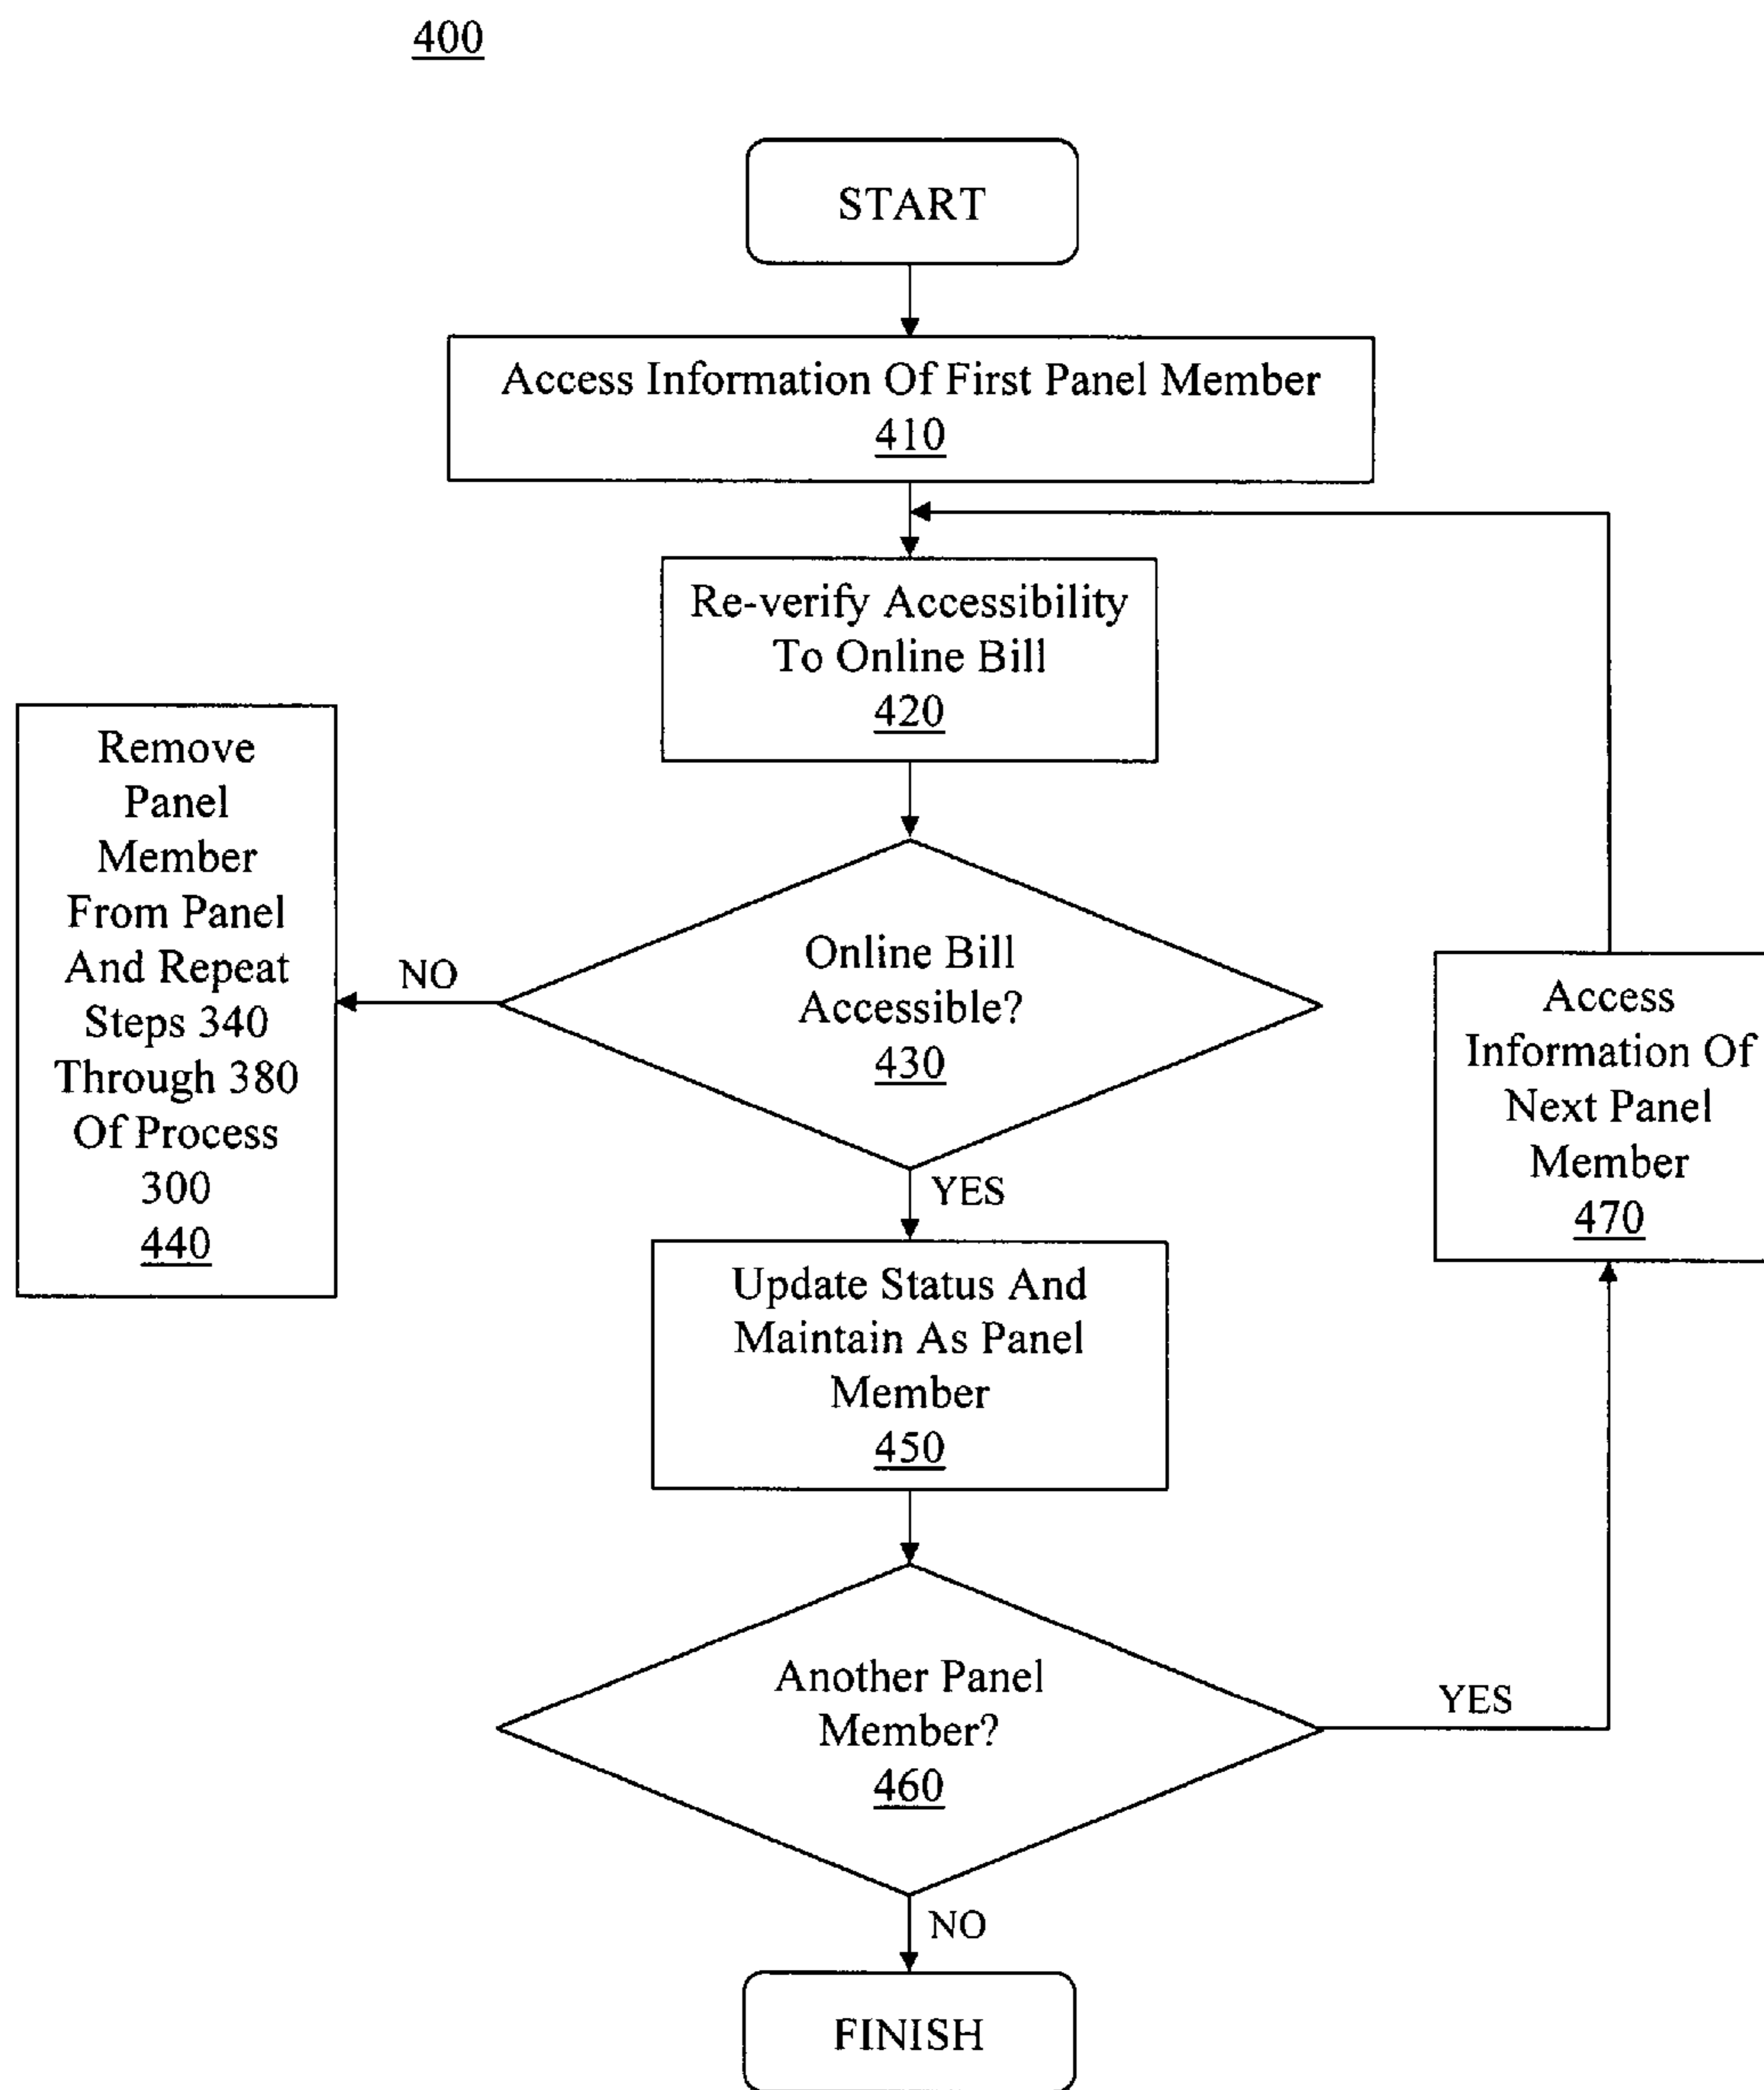 400
START
Access Information Of First Panel Member
410
Re-verify Accessibility
To Online Bill
420
Online Bill
Accessible?
430
NO
Remove
Panel
Member
From Panel
And Repeat
Steps 340
Through 380
Of Process
300
440
YES
Update Status And
Maintain As Panel
Member
450
Another Panel
Member?
460
YES
Access
Information Of
Next Panel
Member
470
NO
FINISH